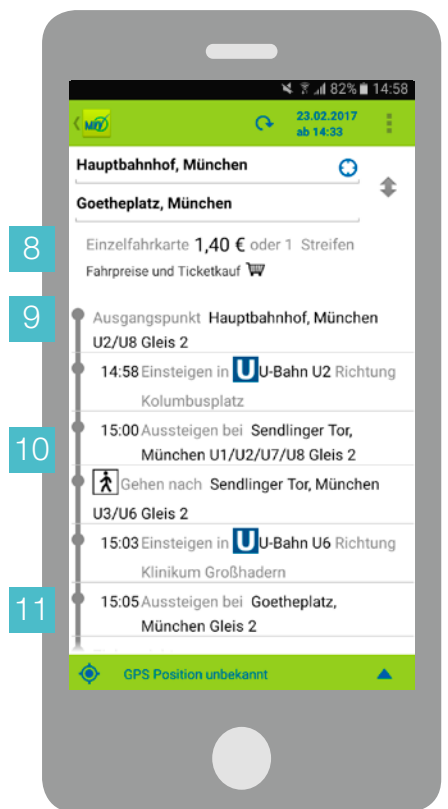 82% 14:58
MVV 23.02.2017
ab 14:33
Hauptbahnhof, München
Goetheplatz, München
8 Einzelfahrkarte 1,40 € oder 1 Streifen
Fahrpreise und Ticketkauf
9 Ausgangspunkt Hauptbahnhof, München
U2/U8 Gleis 2
14:58 Einsteigen in U U-Bahn U2 Richtung
Kolumbusplatz
10 15:00 Aussteigen bei Sendlinger Tor,
München U1/U2/U7/U8 Gleis 2
Gehen nach Sendlinger Tor, München
U3/U6 Gleis 2
15:03 Einsteigen in U U-Bahn U6 Richtung
Klinikum Großhadern
11 15:05 Aussteigen bei Goetheplatz,
München Gleis 2
GPS Position unbekannt